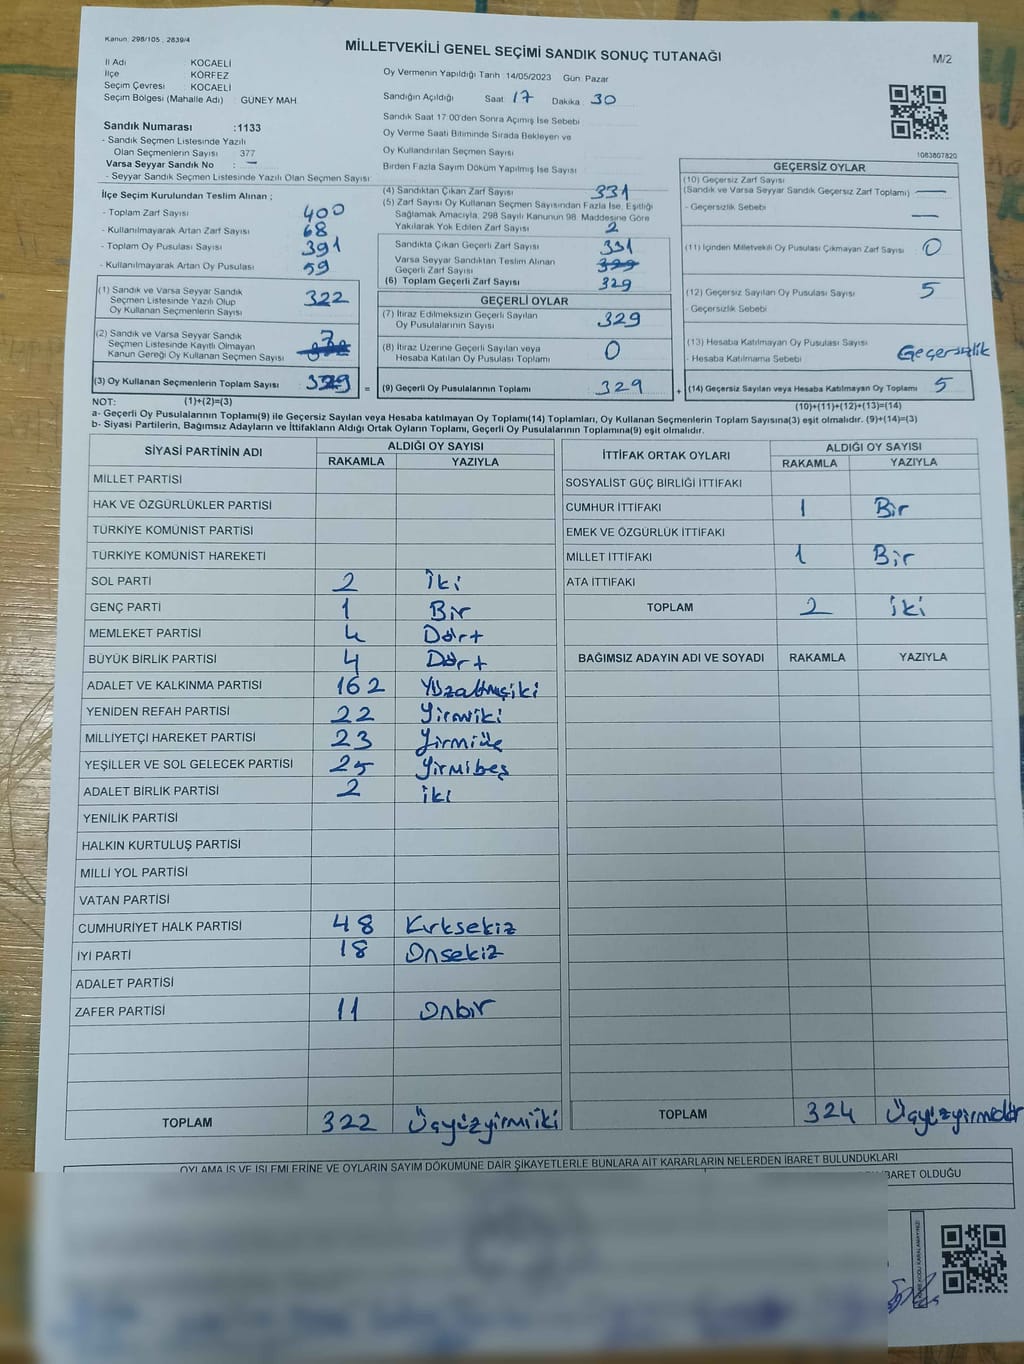 Kanun: 298/105 , 2839/4
MİLLETVEKİLİ GENEL SEÇİMİ SANDIK SONUÇ TUTANAĞI
M/2
İl Adı : KOCAELİ
İlçe : KÖRFEZ
Seçim Çevresi : KOCAELİ
Seçim Bölgesi (Mahalle Adı) : GÜNEY MAH
Sandık Numarası :1133
- Sandık Seçmen Listesinde Yazılı
Olan Seçmenlerin Sayısı : 377
Varsa Seyyar Sandık No : —
- Seyyar Sandık Seçmen Listesinde Yazılı Olan Seçmen Sayısı:
Oy Vermenin Yapıldığı Tarih :14/05/2023 Gün: Pazar
Sandığın Açıldığı Saat: 17 Dakika: 30
Sandık Saat 17:00'den Sonra Açılmış İse Sebebi
Oy Verme Saati Bitiminde Sırada Bekleyen ve
Oy Kullandırılan Seçmen Sayısı
Birden Fazla Sayım Döküm Yapılmış İse Sayısı
1083807820
İlçe Seçim Kurulundan Teslim Alınan ;
- Toplam Zarf Sayısı : 400
- Kullanılmayarak Artan Zarf Sayısı : 68
- Toplam Oy Pusulası Sayısı : 391
- Kullanılmayarak Artan Oy Pusulası : 59
(1) Sandık ve Varsa Seyyar Sandık
Seçmen Listesinde Yazılı Olup
Oy Kullanan Seçmenlerin Sayısı : 322
(2) Sandık ve Varsa Seyyar Sandık
Seçmen Listesinde Kayıtlı Olmayan
Kanun Gereği Oy Kullanan Seçmen Sayısı : 7
(3) Oy Kullanan Seçmenlerin Toplam Sayısı : 329
NOT: (1)+(2)=(3)
(4) Sandıktan Çıkan Zarf Sayısı : 331
(5) Zarf Sayısı Oy Kullanan Seçmen Sayısından Fazla İse, Eşitliği
Sağlamak Amacıyla, 298 Sayılı Kanunun 98. Maddesine Göre
Yakılarak Yok Edilen Zarf Sayısı : 2
Sandıkta Çıkan Geçerli Zarf Sayısı : 331
Varsa Seyyar Sandıktan Teslim Alınan
Geçerli Zarf Sayısı : 329
(6) Toplam Geçerli Zarf Sayısı : 329
GEÇERLİ OYLAR
(7) İtiraz Edilmeksizin Geçerli Sayılan
Oy Pusulalarının Sayısı : 329
(8) İtiraz Üzerine Geçerli Sayılan veya
Hesaba Katılan Oy Pusulası Toplamı : 0
= (9) Geçerli Oy Pusulalarının Toplamı : 329 +
GEÇERSİZ OYLAR
(10) Geçersiz Zarf Sayısı
(Sandık ve Varsa Seyyar Sandık Geçersiz Zarf Toplamı) : —
- Geçersizlik Sebebi : —
(11) İçinden Milletvekili Oy Pusulası Çıkmayan Zarf Sayısı : 0
(12) Geçersiz Sayılan Oy Pusulası Sayısı : 5
- Geçersizlik Sebebi
(13) Hesaba Katılmayan Oy Pusulası Sayısı :
- Hesaba Katılmama Sebebi : Geçersizlik
(14) Geçersiz Sayılan veya Hesaba Katılmayan Oy Toplamı : 5
(10)+(11)+(12)+(13)=(14)
a- Geçerli Oy Pusulasının Toplamı(9) ile Geçersiz Sayılan veya Hesaba katılmayan Oy Toplamı(14) Toplamları, Oy Kullanan Seçmenlerin Toplam Sayısına(3) eşit olmalıdır. (9)+(14)=(3)
b- Siyasi Partilerin, Bağımsız Adayların ve İttifakların Aldığı Ortak Oyların Toplamı, Geçerli Oy Pusulalarının Toplamına(9) eşit olmalıdır.
SİYASİ PARTİNİN ADI ALDIĞI OY SAYISI
RAKAMLA YAZIYLA
MİLLET PARTİSİ
HAK VE ÖZGÜRLÜKLER PARTİSİ
TÜRKİYE KOMÜNİST PARTİSİ
TÜRKİYE KOMÜNİST HAREKETİ
SOL PARTİ 2 iki
GENÇ PARTİ 1 Bir
MEMLEKET PARTİSİ 4 Dört
BÜYÜK BİRLİK PARTİSİ 4 Dört
ADALET VE KALKINMA PARTİSİ 162 Yüzaltmışiki
YENİDEN REFAH PARTİSİ 22 Yirmiiki
MİLLİYETÇİ HAREKET PARTİSİ 23 Yirmiüç
YEŞİLLER VE SOL GELECEK PARTİSİ 25 Yirmibeş
ADALET BİRLİK PARTİSİ 2 iki
YENİLİK PARTİSİ
HALKIN KURTULUŞ PARTİSİ
MİLLİ YOL PARTİSİ
VATAN PARTİSİ
CUMHURİYET HALK PARTİSİ 48 Kırksekiz
İYİ PARTİ 18 Onsekiz
ADALET PARTİSİ
ZAFER PARTİSİ 11 Onbir
TOPLAM 322 Üçyüzyirmiiki
İTTİFAK ORTAK OYLARI ALDIĞI OY SAYISI
RAKAMLA YAZIYLA
SOSYALİST GÜÇ BİRLİĞİ İTTİFAKI
CUMHUR İTTİFAKI 1 Bir
EMEK VE ÖZGÜRLÜK İTTİFAKI
MİLLET İTTİFAKI 1 Bir
ATA İTTİFAKI
TOPLAM 2 iki
BAĞIMSIZ ADAYIN ADI VE SOYADI RAKAMLA YAZIYLA
TOPLAM 324 Üçyüzyirmidör
OYLAMA İŞ VE İŞLEMLERİNE VE OYLARIN SAYIM DÖKÜMÜNE DAİR ŞİKAYETLERLE BUNLARA AİT KARARLARIN NELERDEN İBARET BULUNDUKLARI
BARET OLDUĞU